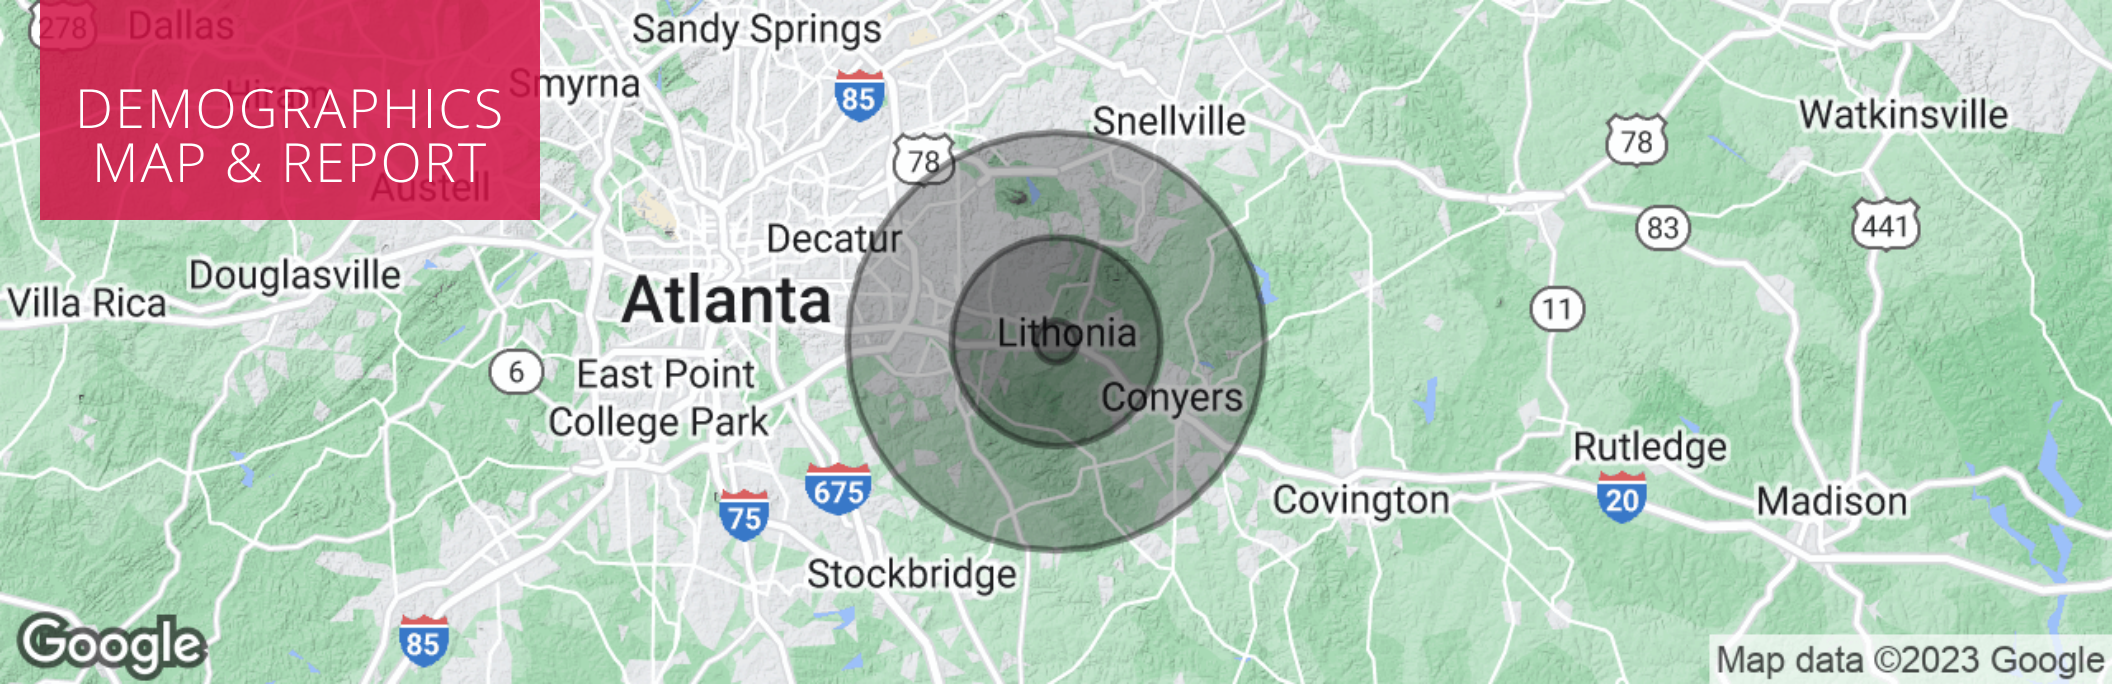 278
Dallas
Hiram
DEMOGRAPHICS
MAP & REPORT
Austell
Smyrna
Sandy Springs
85
78
Snellville
78
Watkinsville
83
441
Decatur
Douglasville
Villa Rica
Atlanta
Lithonia
11
6
East Point
College Park
Conyers
Rutledge
675
75
Covington
20
Madison
Stockbridge
85
Google
Map data ©2023 Google